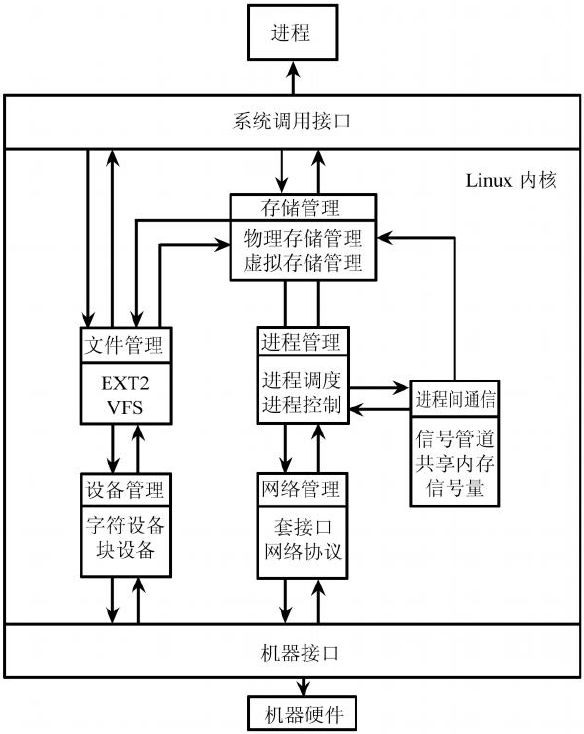 进程
系统调用接口
Linux 内核
存储管理
物理存储管理
虚拟存储管理
文件管理
EXT2
VFS
进程管理
进程调度
进程控制
进程间通信
信号管道
共享内存
信号量
设备管理
字符设备
块设备
网络管理
套接口
网络协议
机器接口
机器硬件